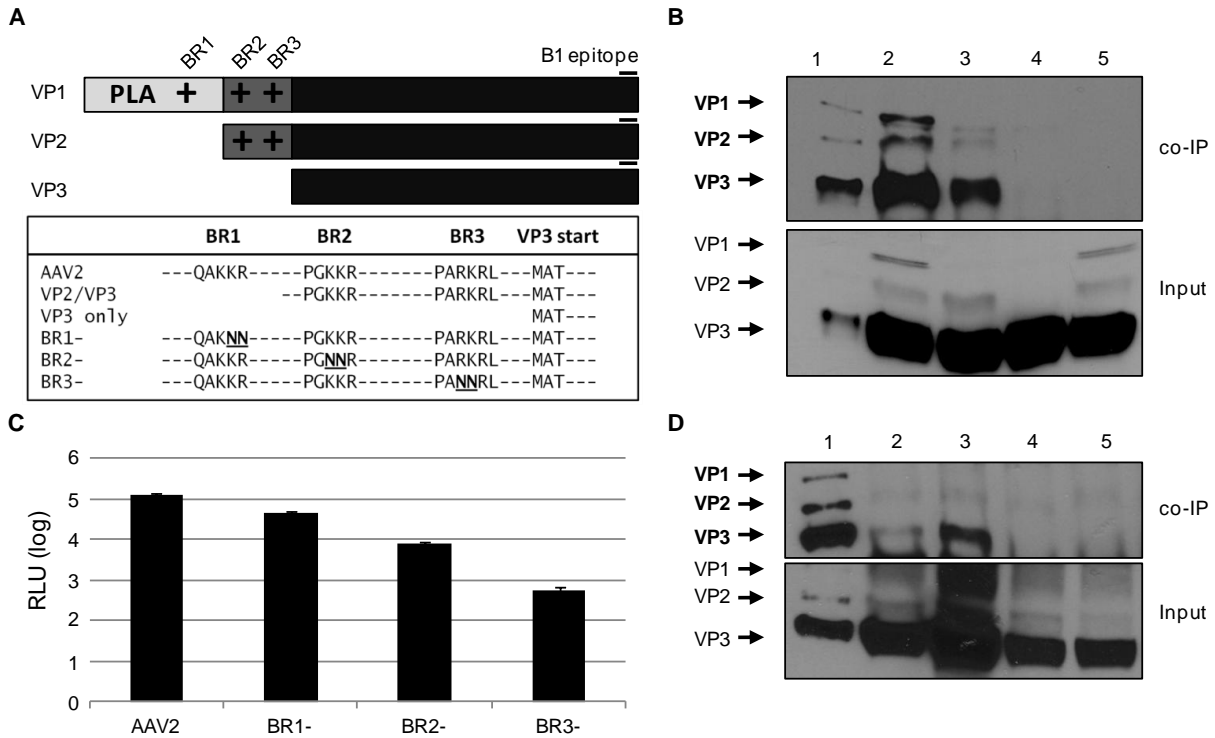 A
BR1
BR2
BR3
B1 epitope
VP1
PLA + + +
VP2
+ +
VP3
BR1 BR2 BR3 VP3 start
AAV2 ---QAKKR-----PGKKR-------PARKRL---MAT---
VP2/VP3 --PGKKR-------PARKRL---MAT---
VP3 only MAT---
BR1- ---QAKNN-----PGKKR-------PARKRL---MAT---
BR2- ---QAKKR-----PGNNR-------PARKRL---MAT---
BR3- ---QAKKR-----PGKKR-------PANNRL---MAT---
B
1 2 3 4 5
VP1
VP2
VP3
co-IP
VP1
VP2
VP3
Input
C
6
5
4
3
2
1
0
RLU (log)
AAV2 BR1- BR2- BR3-
D
1 2 3 4 5
VP1
VP2
VP3
co-IP
VP1
VP2
VP3
Input